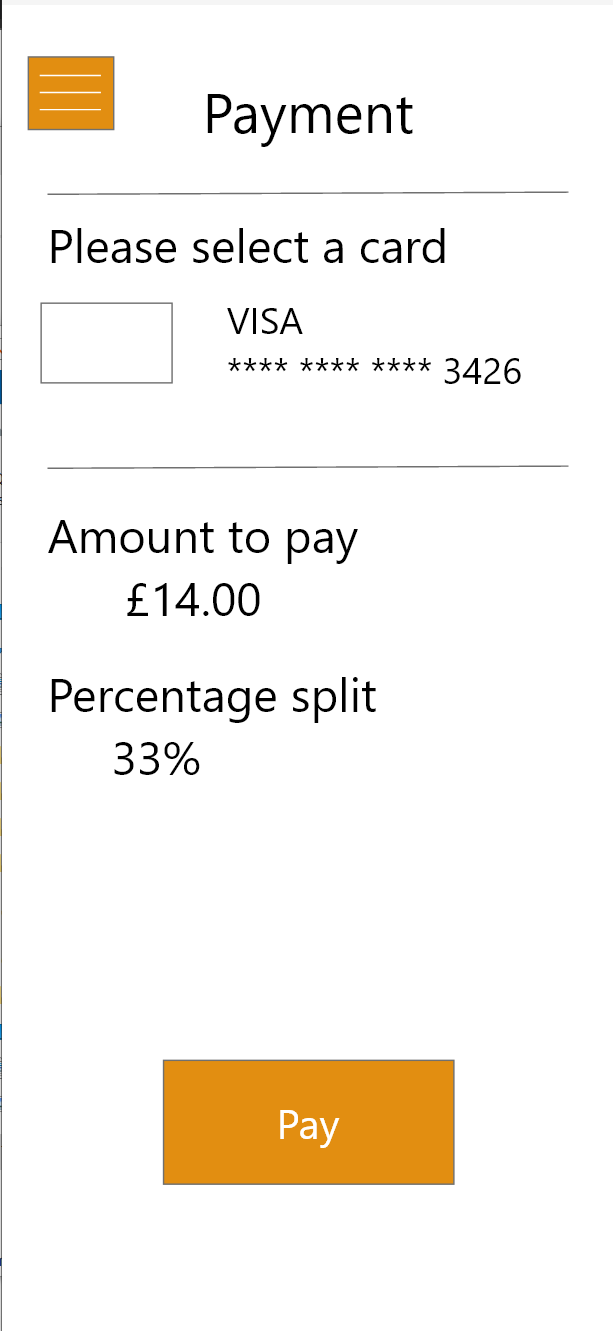 Payment
Please select a card
VISA
**** **** **** 3426
Amount to pay
£14.00
Percentage split
33%
Pay